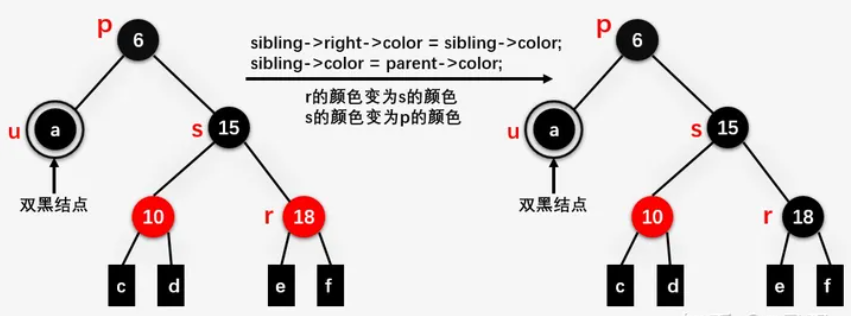 p
6
u
a
s
15
双黑结点
10
r
18
c
d
e
f
sibling->right->color = sibling->color;
sibling->color = parent->color;
r的颜色变为s的颜色
s的颜色变为p的颜色
p
6
u
a
s
15
双黑结点
10
r
18
c
d
e
f